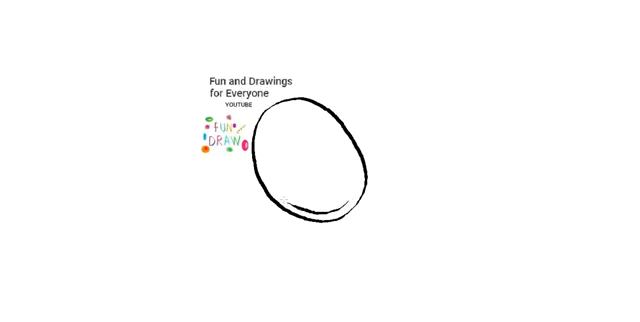 Fun and Drawings
for Everyone
YOUTUBE
FUN
DRAW